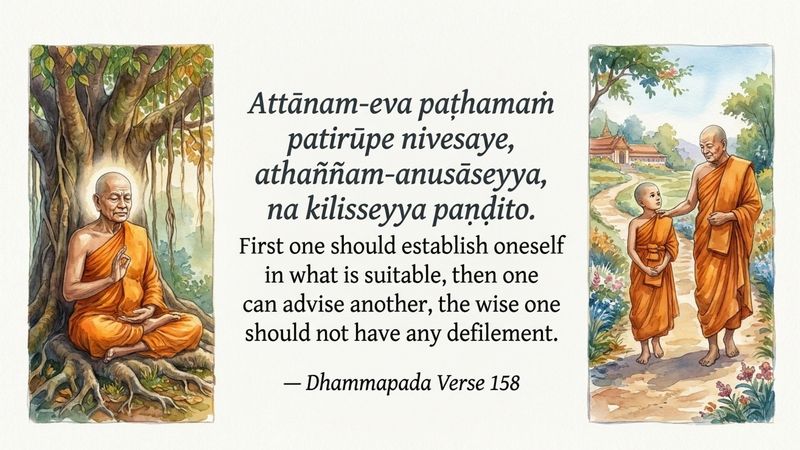 Attānam-eva paṭhamaṁ
patirūpe nivesaye,
athaññam-anusāseyya,
na kilisseyya paṇḍito.
First one should establish oneself
in what is suitable, then one
can advise another, the wise one
should not have any defilement.
— Dhammapada Verse 158